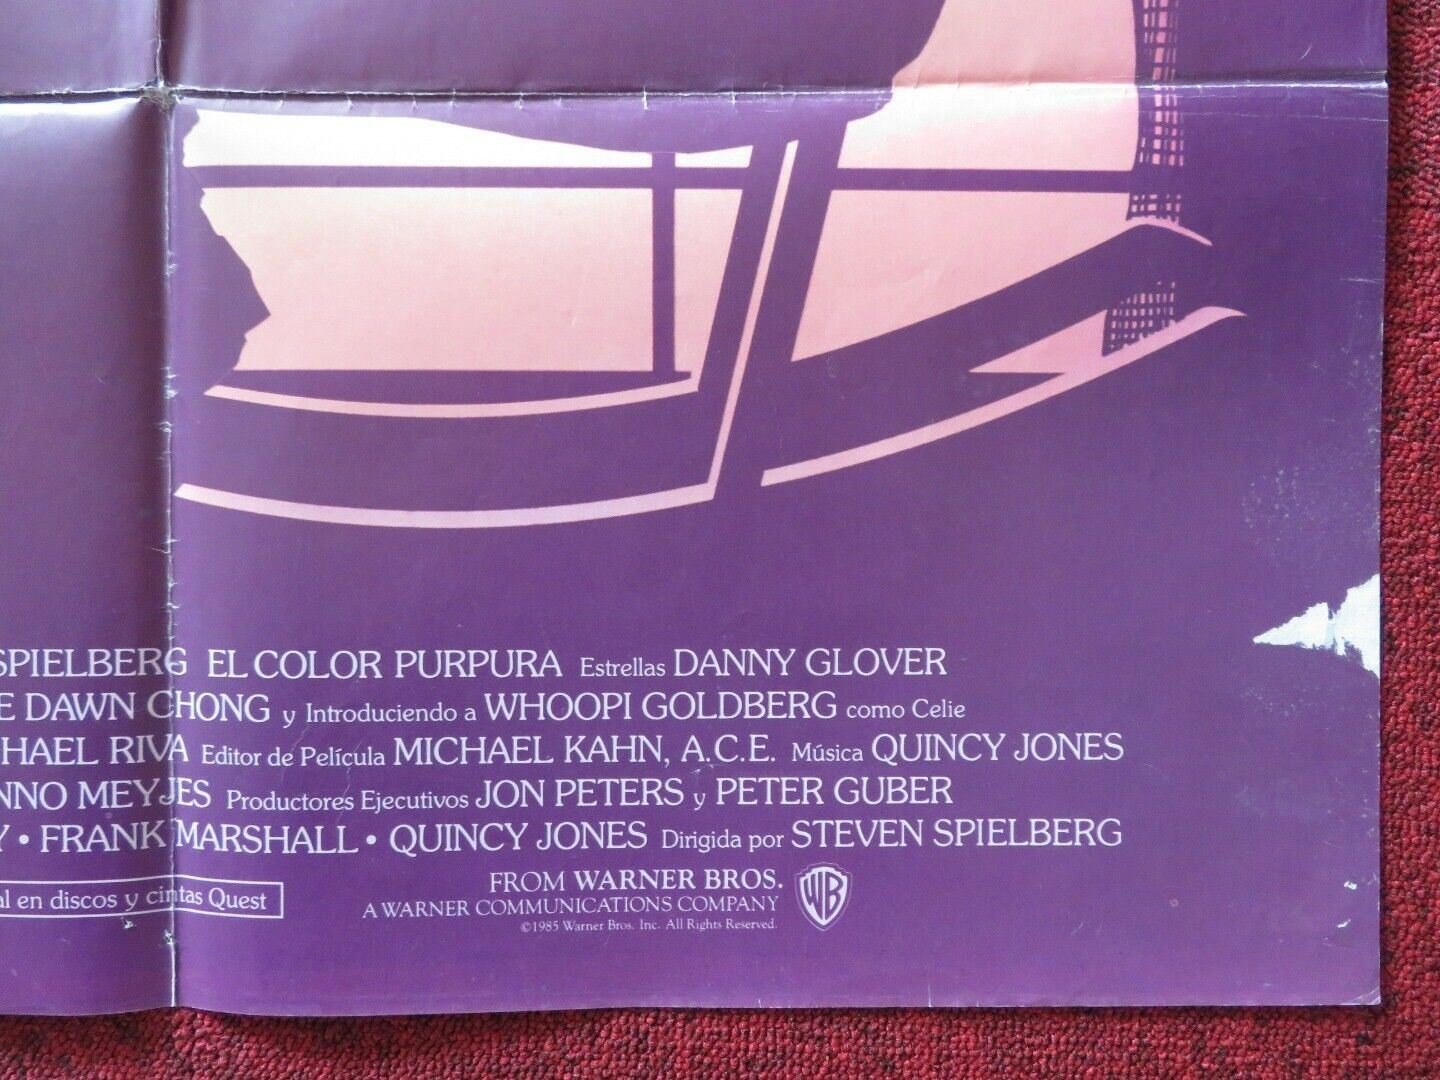 SPIELBERG EL COLOR PURPURA Estrellas DANNY GLOVER
E DAWN CHONG y Introduciendo a WHOOPI GOLDBERG como Celie
HAEL RIVA Editor de Película MICHAEL KAHN, A.C.E. Música QUINCY JONES
NNO MEYJES Productores Ejecutivos JON PETERS y PETER GUBER
Y • FRANK MARSHALL • QUINCY JONES Dirigida por STEVEN SPIELBERG
al en discos y cintas Quest
FROM WARNER BROS.
A WARNER COMMUNICATIONS COMPANY
©1985 Warner Bros. Inc. All Rights Reserved.
WB